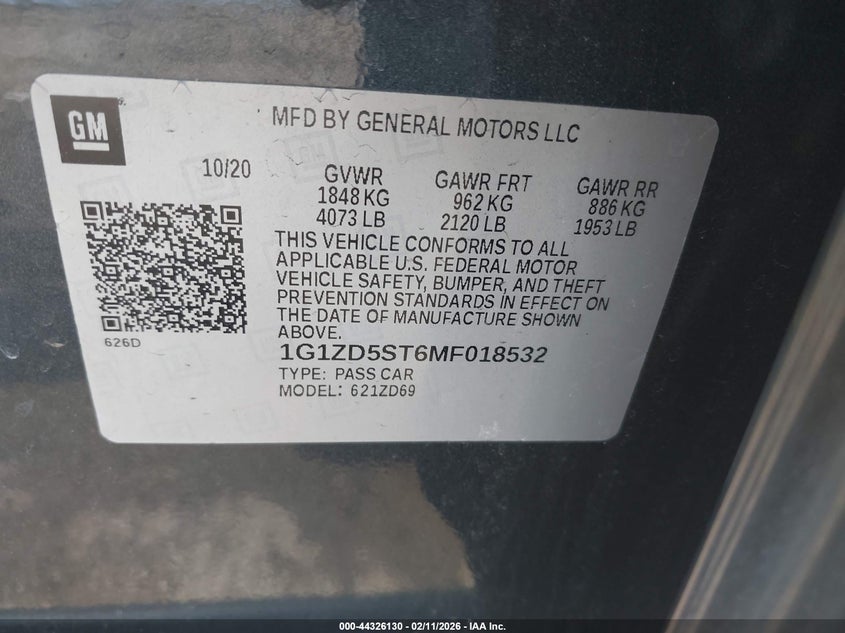 GM
MFD BY GENERAL MOTORS LLC
10/20
GVWR
1848 KG
4073 LB
GAWR FRT
962 KG
2120 LB
GAWR RR
886 KG
1953 LB
THIS VEHICLE CONFORMS TO ALL
APPLICABLE U.S. FEDERAL MOTOR
VEHICLE SAFETY, BUMPER, AND THEFT
PREVENTION STANDARDS IN EFFECT ON
THE DATE OF MANUFACTURE SHOWN
ABOVE.
626D
1G1ZD5ST6MF018532
TYPE: PASS CAR
MODEL: 621ZD69
000-44326130 - 02/11/2026 - IAA Inc.